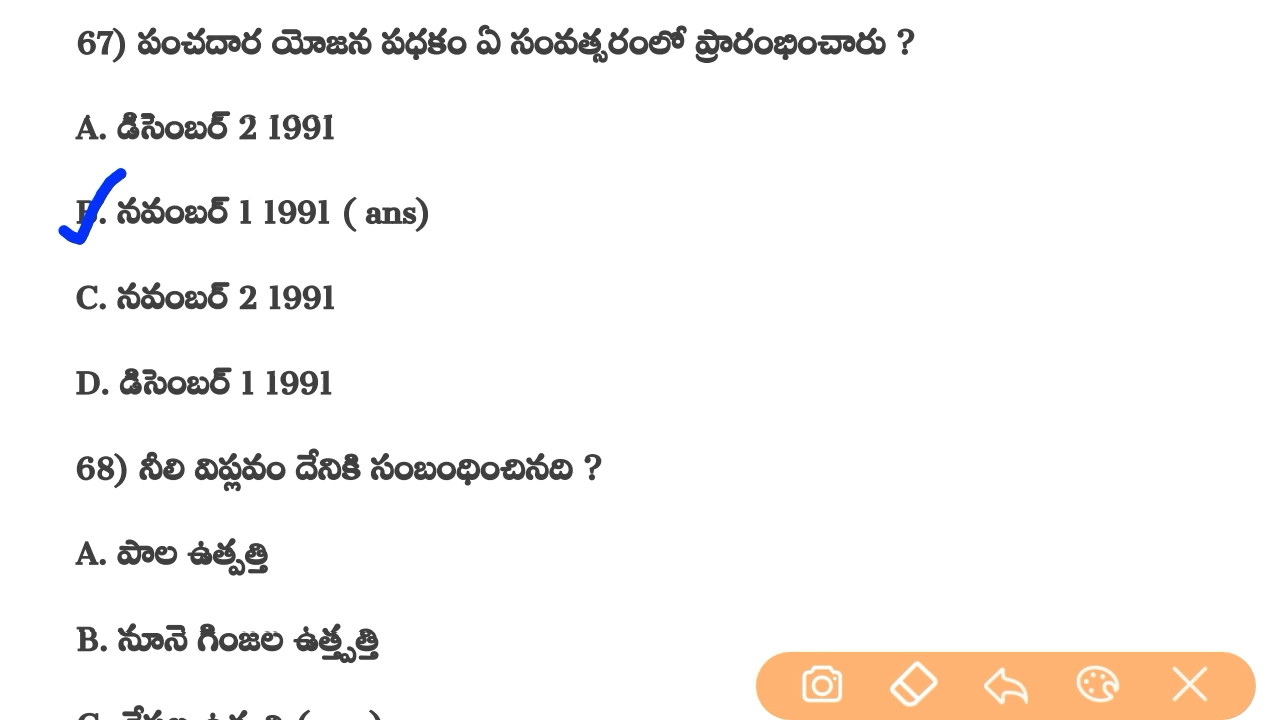 67) పంచదార యోజన పధకం ఏ సంవత్సరంలో ప్రారంభించారు ?
A. డిసెంబర్ 2 1991
B. నవంబర్ 1 1991 ( ans)
C. నవంబర్ 2 1991
D. డిసెంబర్ 1 1991
68) నీలి విప్లవం దేనికి సంబంధించినది ?
A. పాల ఉత్పత్తి
B. నూనె గింజల ఉత్త్పత్తి